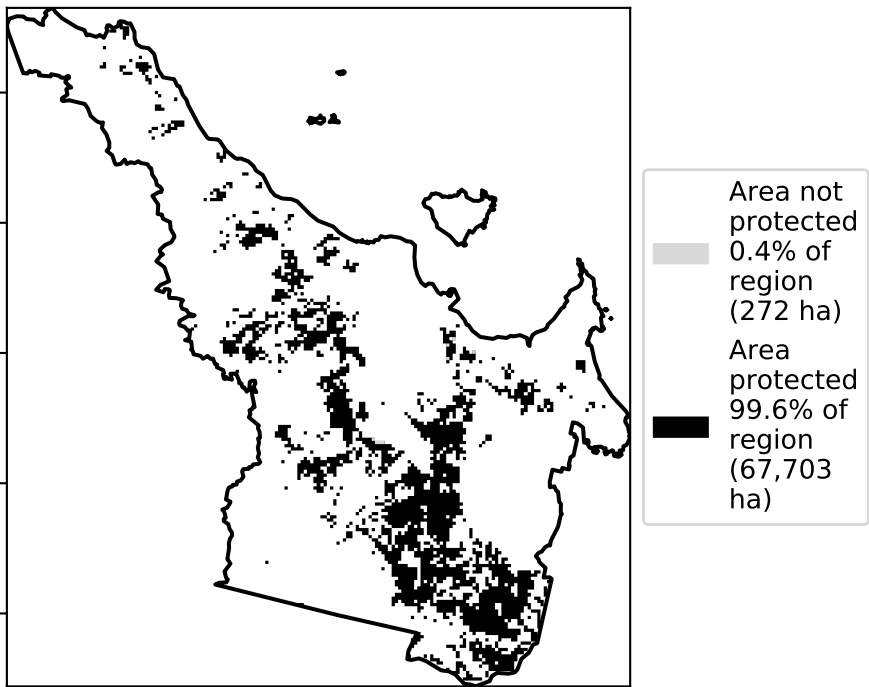 Area not
protected
0.4% of
region
(272 ha)
Area
protected
99.6% of
region
(67,703
ha)